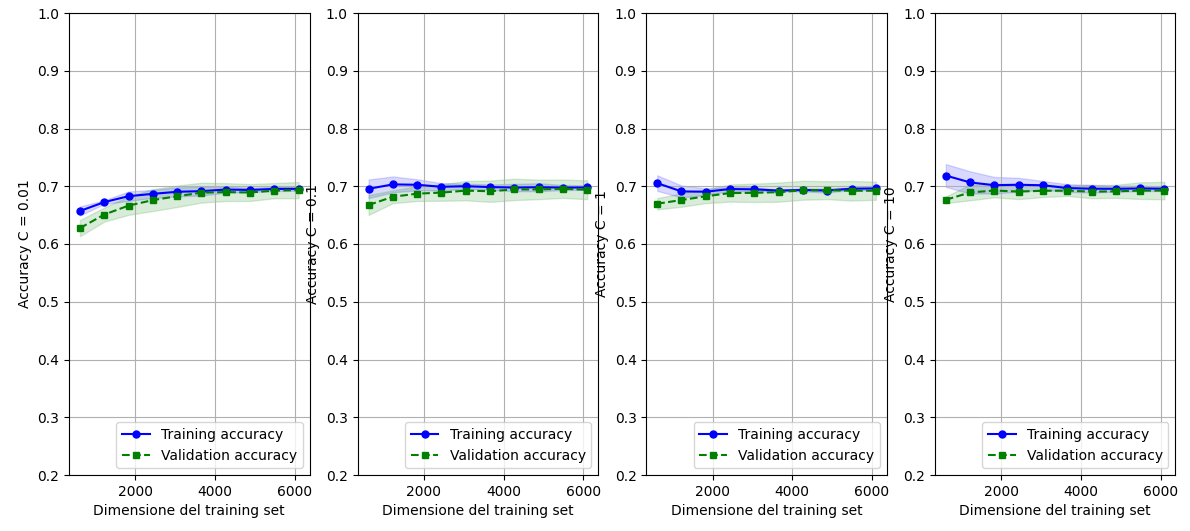 1.0
0.9
0.8
0.7
0.6
0.5
0.4
0.3
0.2
Accuracy C = 0.01
Training accuracy
Validation accuracy
2000 4000 6000
Dimensione del training set
1.0
0.9
0.8
0.7
0.6
0.5
0.4
0.3
0.2
Accuracy C = 0.1
Training accuracy
Validation accuracy
2000 4000 6000
Dimensione del training set
1.0
0.9
0.8
0.7
0.6
0.5
0.4
0.3
0.2
Accuracy C = 1
Training accuracy
Validation accuracy
2000 4000 6000
Dimensione del training set
1.0
0.9
0.8
0.7
0.6
0.5
0.4
0.3
0.2
Accuracy C = 10
Training accuracy
Validation accuracy
2000 4000 6000
Dimensione del training set